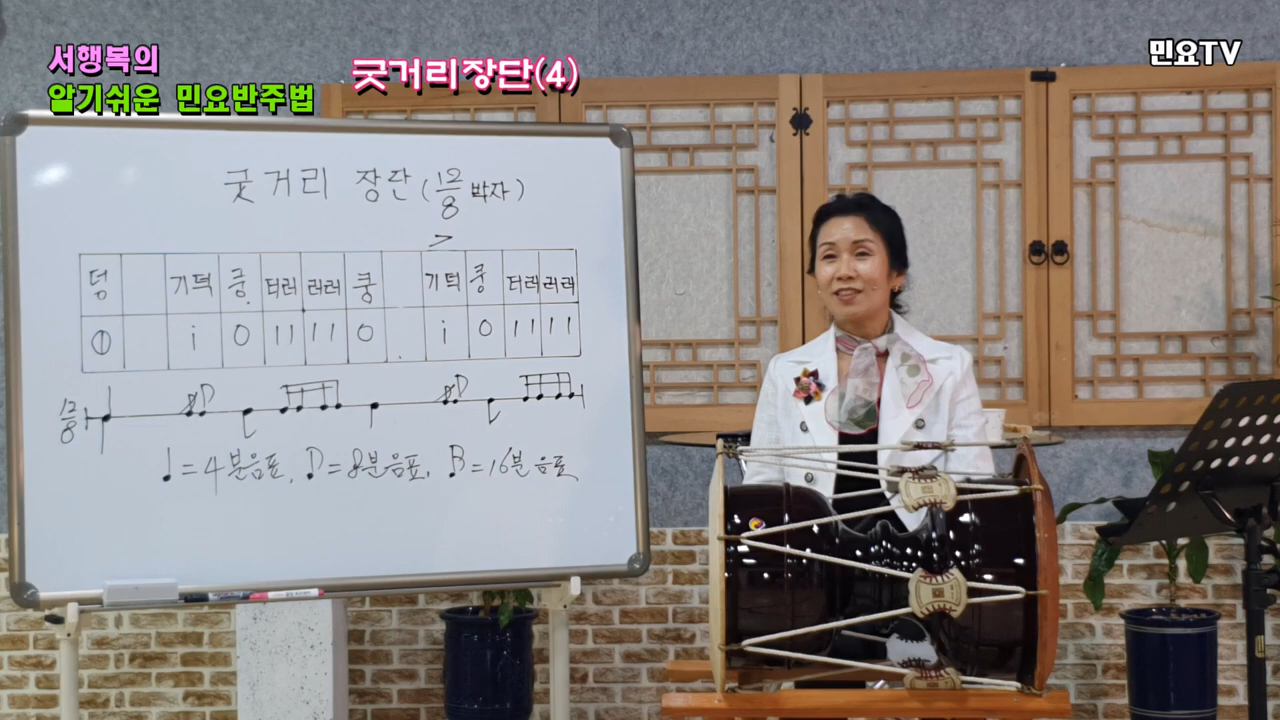 서행복의
알기쉬운 민요반주법
굿거리장단(4)
민요TV
굿거리 장단 (12/8 박자)
>
덩 기덕 쿵 터러 러러 쿵 기덕 쿵 터러 러러
① i 0 11 11 0 i 0 11 11
12/8
♩=4분음표, ♪=8분음표, =16분음표